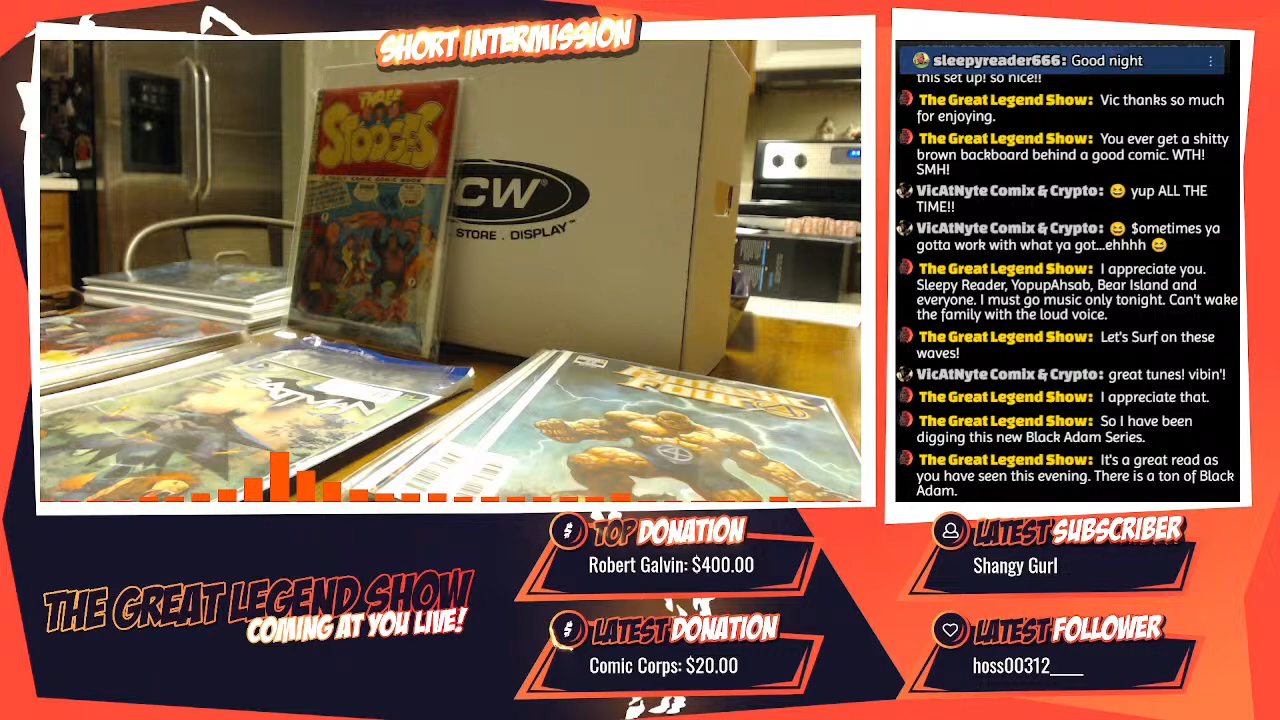 SHORT INTERMISSION
THREE
STOOGES
CW
STORE . DISPLAY
BATMAN
sleepyreader666: Good night
this set up! so nice!!
The Great Legend Show: Vic thanks so much
for enjoying.
The Great Legend Show: You ever get a shitty
brown backboard behind a good comic. WTH!
SMH!
VicAtNyte Comix & Crypto: 😆 yup ALL THE
TIME!!
VicAtNyte Comix & Crypto: 😆 $ometimes ya
gotta work with what ya got...ehhhh 😆
The Great Legend Show: I appreciate you.
Sleepy Reader, YopupAhsab, Bear Island and
everyone. I must go music only tonight. Can't wake
the family with the loud voice.
The Great Legend Show: Let's Surf on these
waves!
VicAtNyte Comix & Crypto: great tunes! vibin'!
The Great Legend Show: I appreciate that.
The Great Legend Show: So I have been
digging this new Black Adam Series.
The Great Legend Show: It's a great read as
you have seen this evening. There is a ton of Black
Adam.
THE GREAT LEGEND SHOW
COMING AT YOU LIVE!
TOP DONATION
Robert Galvin: $400.00
LATEST DONATION
Comic Corps: $20.00
LATEST SUBSCRIBER
Shangy Gurl
LATEST FOLLOWER
hoss00312____